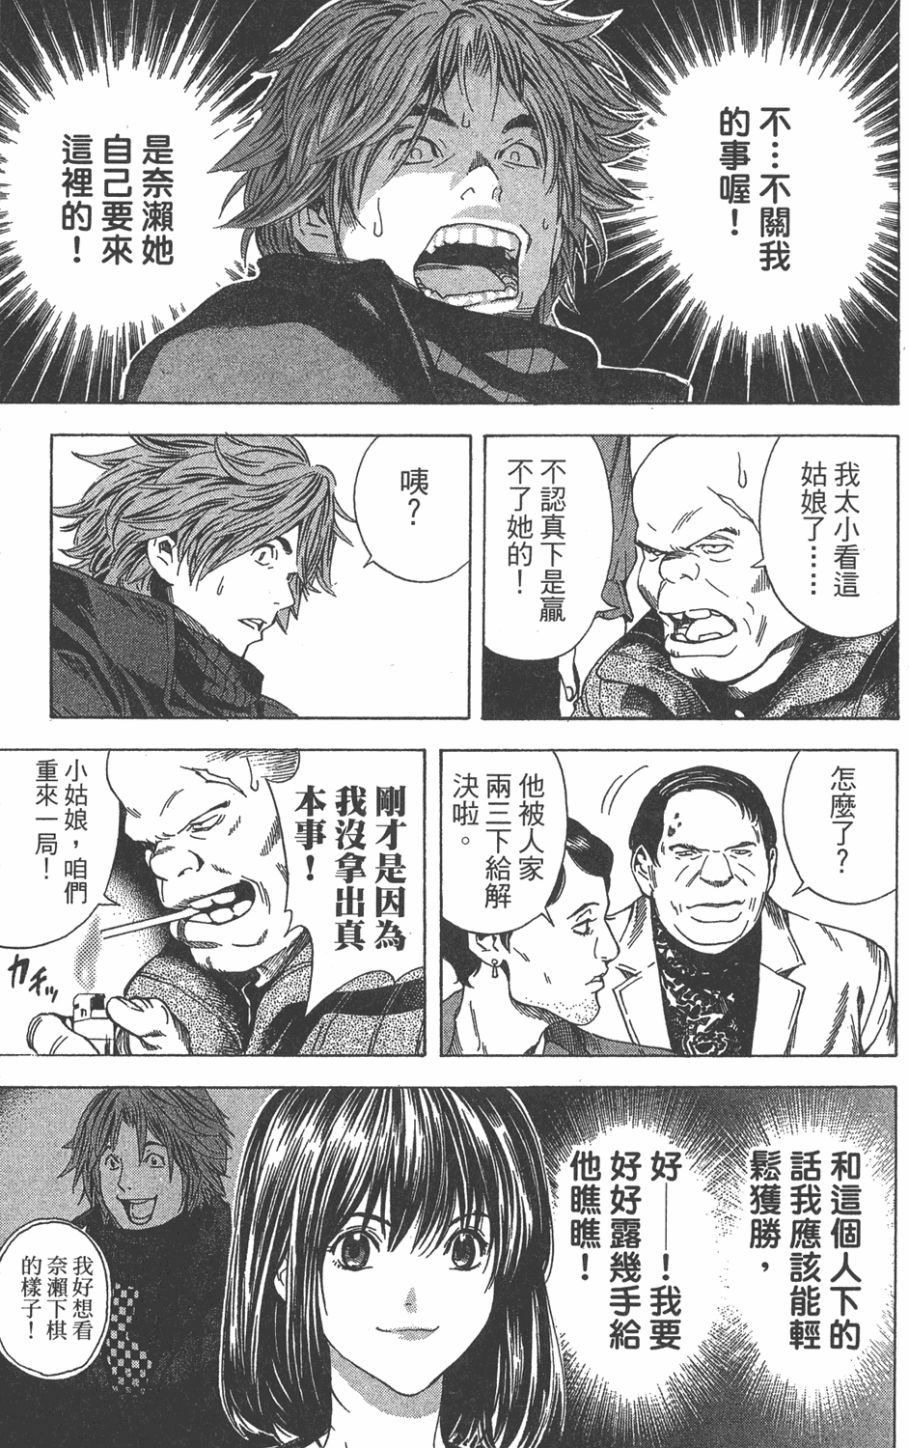 不…不關我
的事喔！
是奈瀨她
自己要來
這裡的！
我太小看這
姑娘了……
不認真下是贏
不了她的！
咦？
怎麼了？
他被人家
兩三下給解
決啦。
剛才是因為
我沒拿出真
本事！
小姑娘，咱們
重來一局！
カチッ
和這個人下的
話我應該能輕
鬆獲勝，
好──！我要
好好露幾手給
他瞧瞧！
我好想看
奈瀨下棋
的樣子！